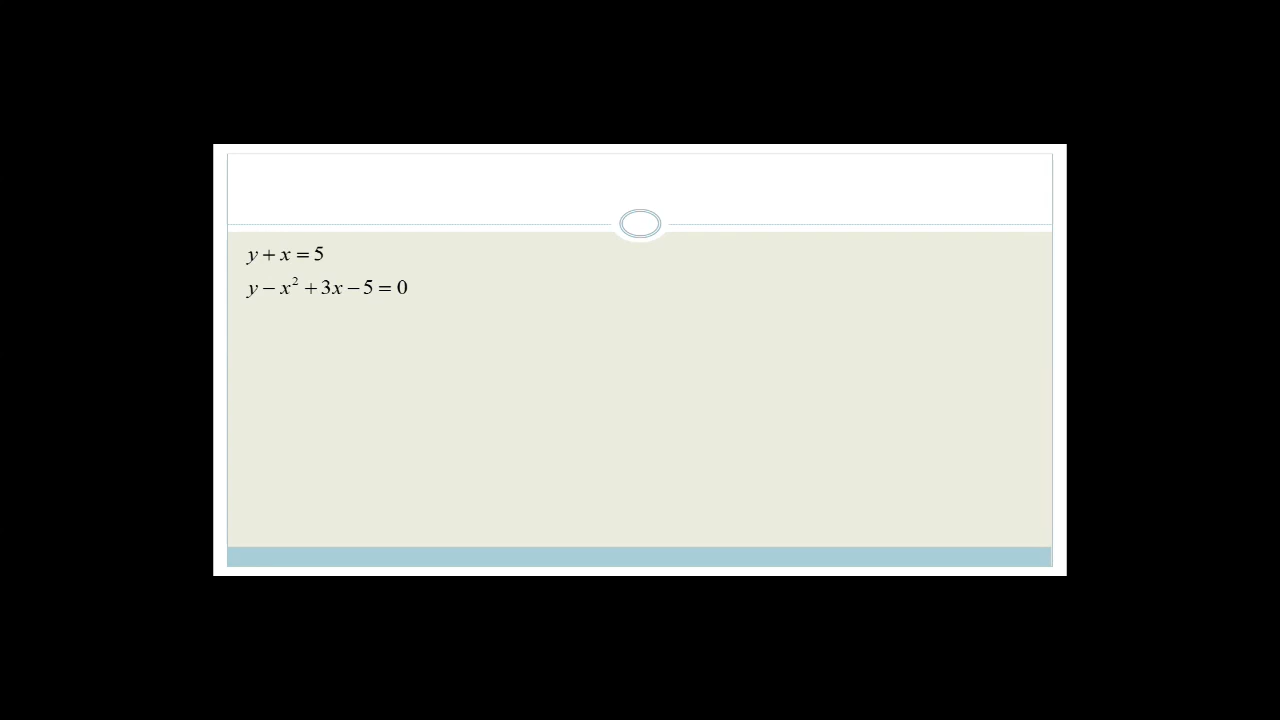 y + x = 5
y − x² + 3x − 5 = 0